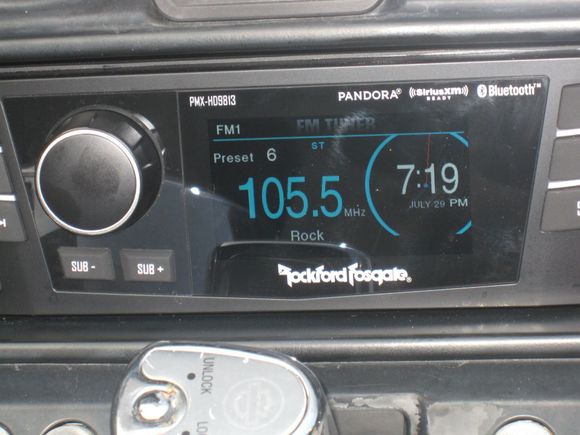 PMX-HD9813
PANDORA®
SiriusXM
READY
Bluetooth™
FM TUNER
FM1
ST
Preset 6
105.5 MHz
Rock
7:19
JULY 29 PM
SUB -
SUB +
Rockford Fosgate®
UNLOCK